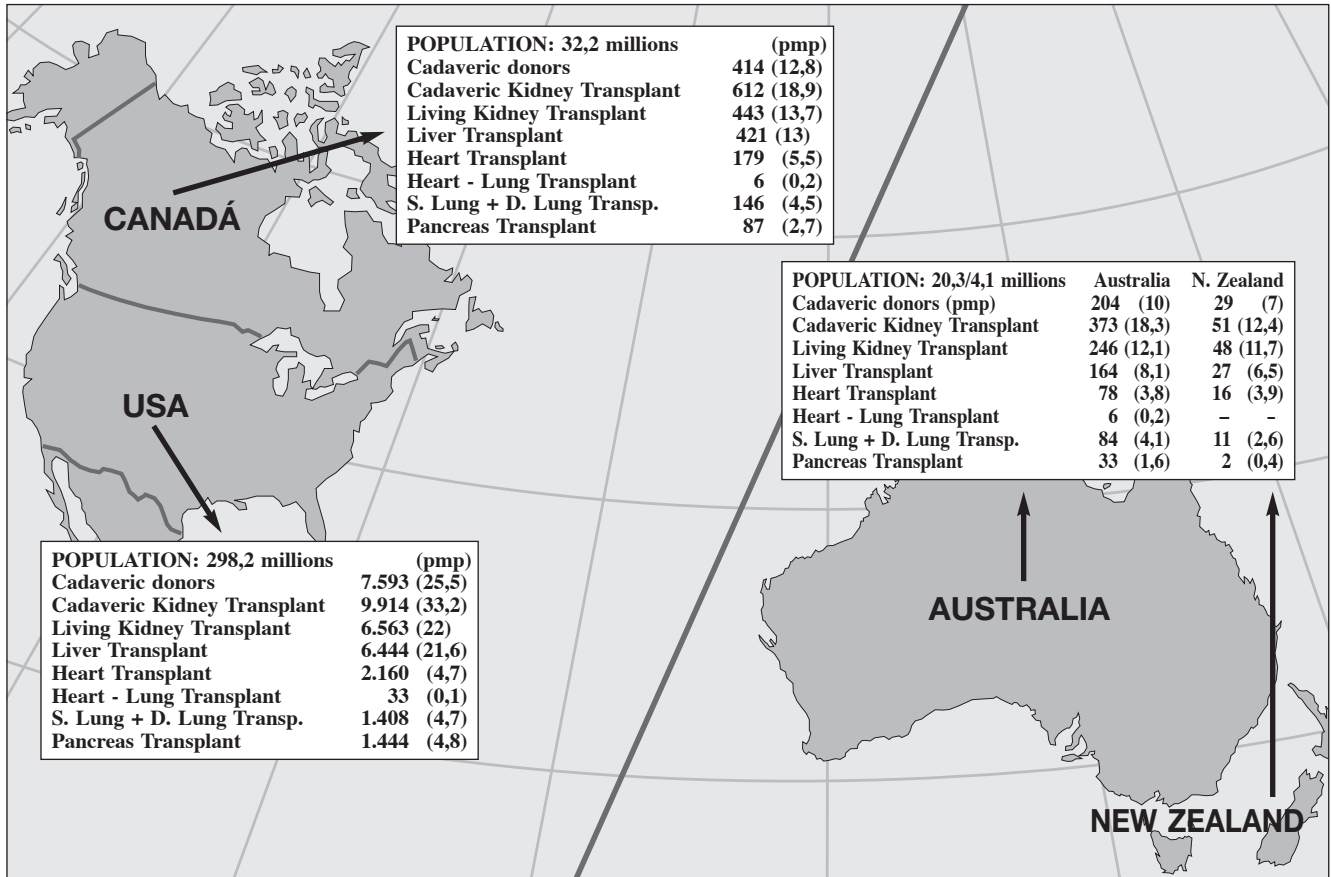 POPULATION: 32,2 millions (pmp)
Cadaveric donors 414 (12,8)
Cadaveric Kidney Transplant 612 (18,9)
Living Kidney Transplant 443 (13,7)
Liver Transplant 421 (13)
Heart Transplant 179 (5,5)
Heart - Lung Transplant 6 (0,2)
S. Lung + D. Lung Transp. 146 (4,5)
Pancreas Transplant 87 (2,7)
CANADÁ
POPULATION: 20,3/4,1 millions Australia N. Zealand
Cadaveric donors (pmp) 204 (10) 29 (7)
Cadaveric Kidney Transplant 373 (18,3) 51 (12,4)
Living Kidney Transplant 246 (12,1) 48 (11,7)
Liver Transplant 164 (8,1) 27 (6,5)
Heart Transplant 78 (3,8) 16 (3,9)
Heart - Lung Transplant 6 (0,2) – –
S. Lung + D. Lung Transp. 84 (4,1) 11 (2,6)
Pancreas Transplant 33 (1,6) 2 (0,4)
USA
POPULATION: 298,2 millions (pmp)
Cadaveric donors 7.593 (25,5)
Cadaveric Kidney Transplant 9.914 (33,2)
Living Kidney Transplant 6.563 (22)
Liver Transplant 6.444 (21,6)
Heart Transplant 2.160 (4,7)
Heart - Lung Transplant 33 (0,1)
S. Lung + D. Lung Transp. 1.408 (4,7)
Pancreas Transplant 1.444 (4,8)
AUSTRALIA
NEW ZEALAND